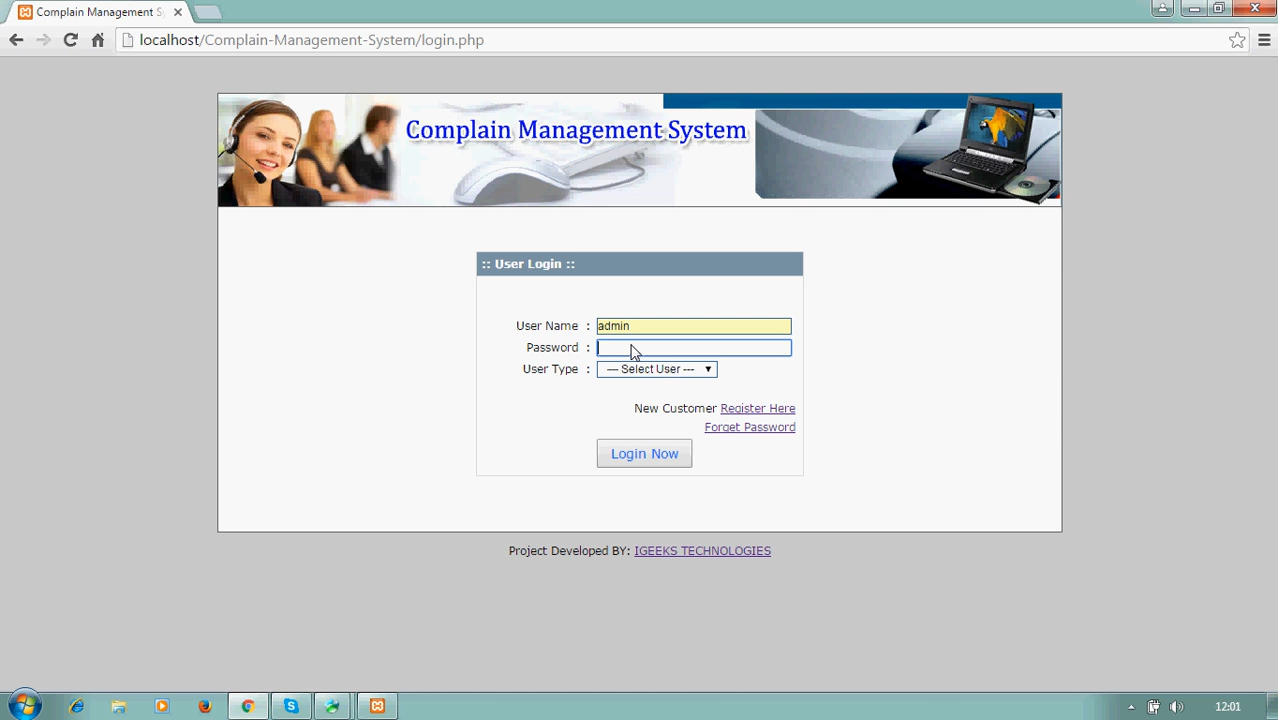 Complain Management S
localhost/Complain-Management-System/login.php
Complain Management System
:: User Login ::
User Name : admin
Password :
User Type : --- Select User ---
New Customer Register Here
Forget Password
Login Now
Project Developed BY: IGEEKS TECHNOLOGIES
12:01